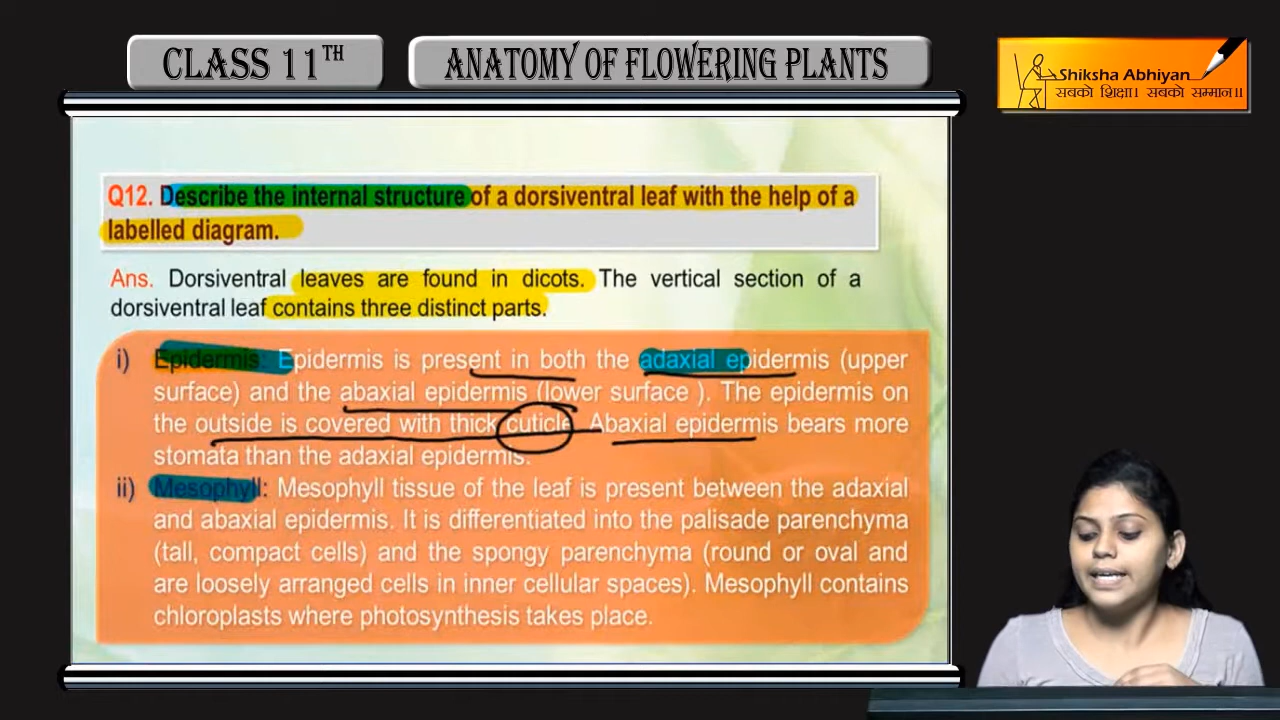 CLASS 11TH
ANATOMY OF FLOWERING PLANTS
Shiksha Abhiyan
सबको शिक्षा। सबको सम्मान॥
Q12. Describe the internal structure of a dorsiventral leaf with the help of a
labelled diagram.
Ans. Dorsiventral leaves are found in dicots. The vertical section of a
dorsiventral leaf contains three distinct parts.
i) Epidermis: Epidermis is present in both the adaxial epidermis (upper
surface) and the abaxial epidermis (lower surface ). The epidermis on
the outside is covered with thick cuticle. Abaxial epidermis bears more
stomata than the adaxial epidermis.
ii) Mesophyll: Mesophyll tissue of the leaf is present between the adaxial
and abaxial epidermis. It is differentiated into the palisade parenchyma
(tall, compact cells) and the spongy parenchyma (round or oval and
are loosely arranged cells in inner cellular spaces). Mesophyll contains
chloroplasts where photosynthesis takes place.